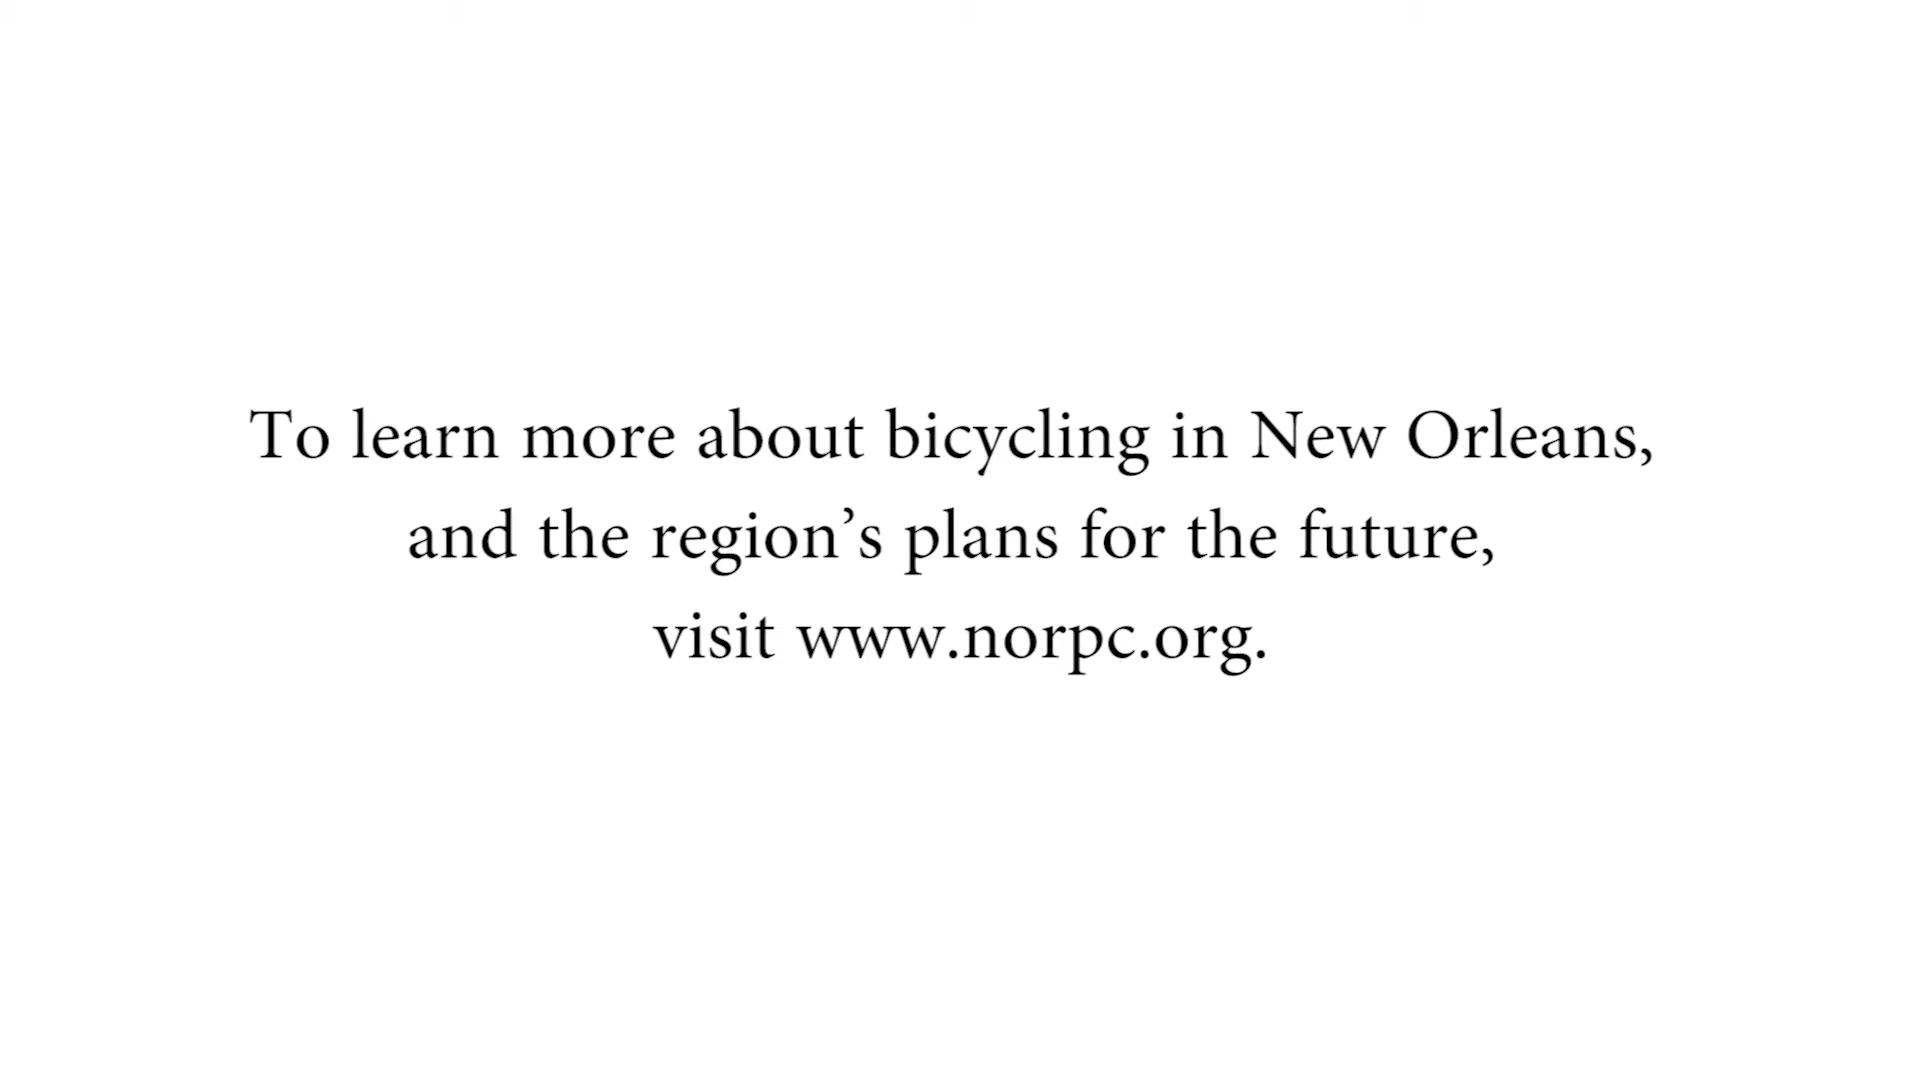 To learn more about bicycling in New Orleans,
and the region’s plans for the future,
visit www.norpc.org.